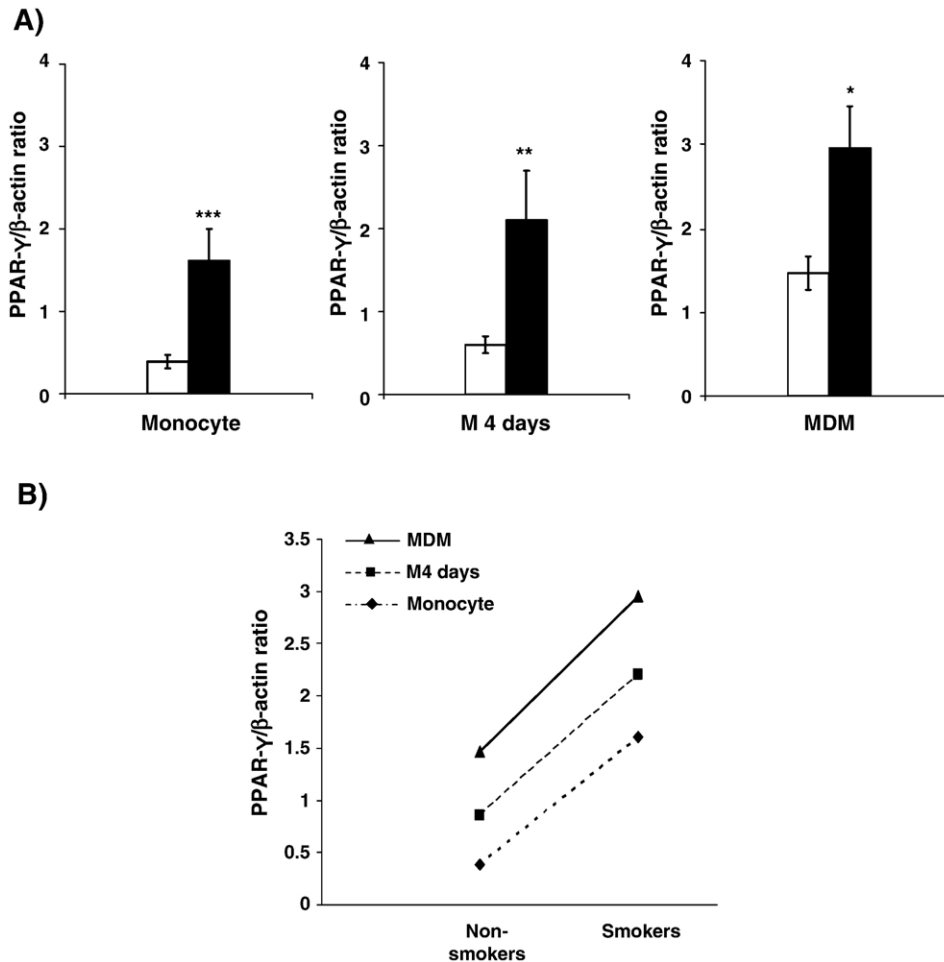 A)
PPAR-γ/β-actin ratio
4
3
2
1
0
***
Monocyte
PPAR-γ/β-actin ratio
4
3
2
1
0
**
M 4 days
PPAR-γ/β-actin ratio
4
3
2
1
0
*
MDM
B)
PPAR-γ/β-actin ratio
3.5
3
2.5
2
1.5
1
0.5
0
MDM
M4 days
Monocyte
Non-
smokers
Smokers